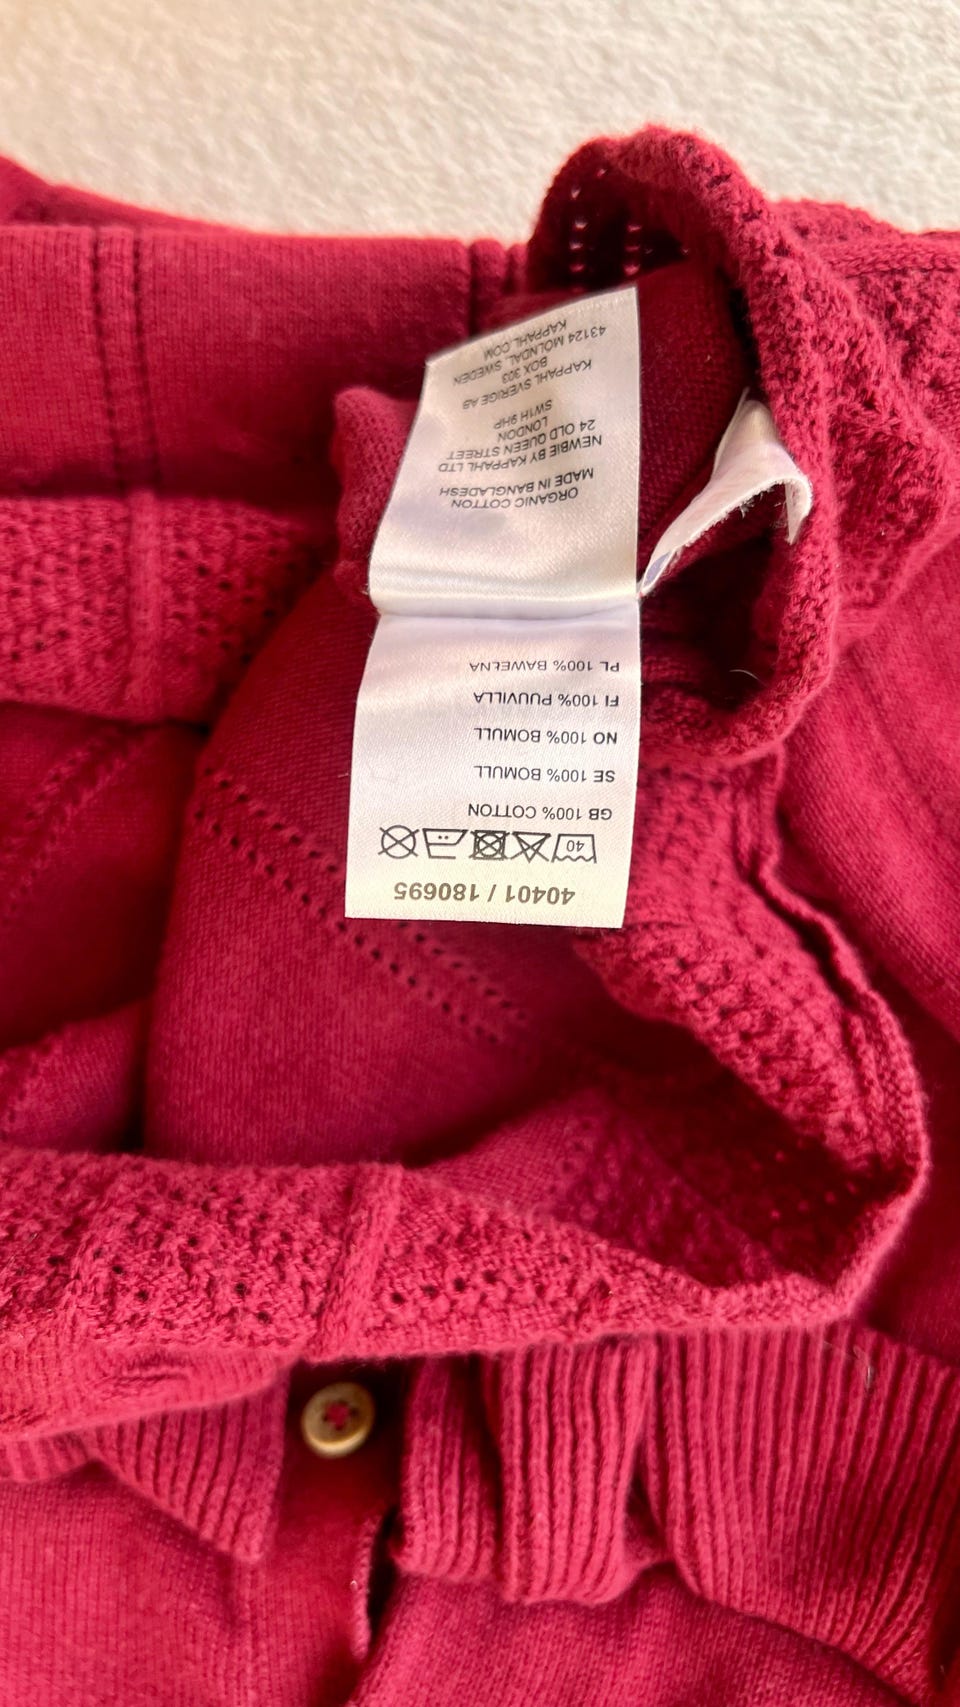 40401 / 180695
40
GB 100% COTTON
SE 100% BOMULL
NO 100% BOMULL
FI 100% PUUVILLA
PL 100% BAWEŁNA
ORGANIC COTTON
MADE IN BANGLADESH
NEWBIE BY KAPPAHL LTD
24 OLD QUEEN STREET
LONDON
SW1H 9HP
KAPPAHL SVERIGE AB
BOX 303
43124 MOLNDAL, SWEDEN
KAPPAHL.COM